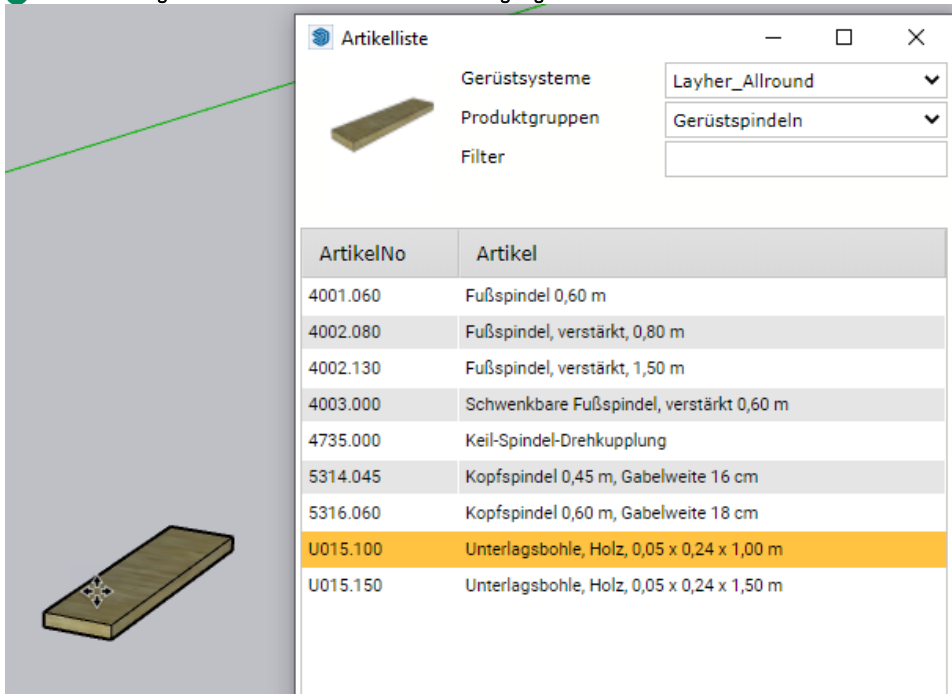 Artikelliste
Gerüstsysteme Layher_Allround
Produktgruppen Gerüstspindeln
Filter
ArtikelNo Artikel
4001.060 Fußspindel 0,60 m
4002.080 Fußspindel, verstärkt, 0,80 m
4002.130 Fußspindel, verstärkt, 1,50 m
4003.000 Schwenkbare Fußspindel, verstärkt 0,60 m
4735.000 Keil-Spindel-Drehkupplung
5314.045 Kopfspindel 0,45 m, Gabelweite 16 cm
5316.060 Kopfspindel 0,60 m, Gabelweite 18 cm
U015.100 Unterlagsbohle, Holz, 0,05 x 0,24 x 1,00 m
U015.150 Unterlagsbohle, Holz, 0,05 x 0,24 x 1,50 m